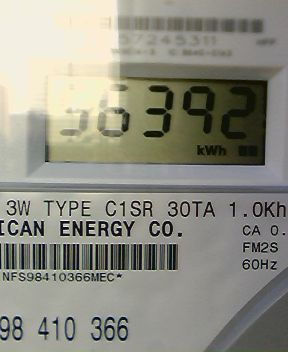 57245311
56392
kWh
3W TYPE C1SR 30TA 1.0Kh
ICAN ENERGY CO.
CA 0.
FM2S
60Hz
NFS98410366MEC*
98 410 366